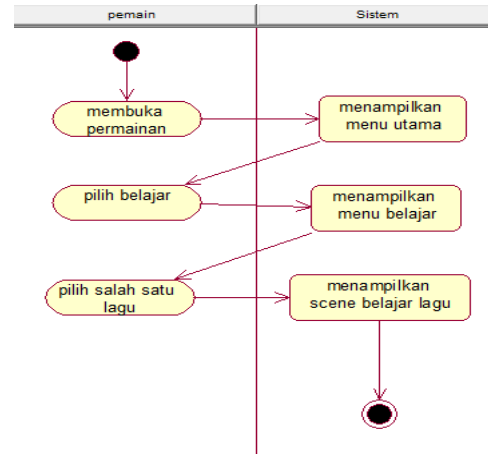 pemain
Sistem
membuka
permainan
menampilkan
menu utama
pilih belajar
menampilkan
menu belajar
pilih salah satu
lagu
menampilkan
scene belajar lagu